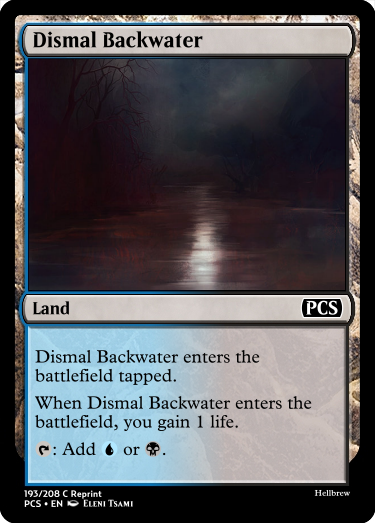 Dismal Backwater
Land
PCS
Dismal Backwater enters the
battlefield tapped.
When Dismal Backwater enters the
battlefield, you gain 1 life.
: Add or .
193/208 C Reprint
PCS • EN Eleni Tsami
Hellbrew